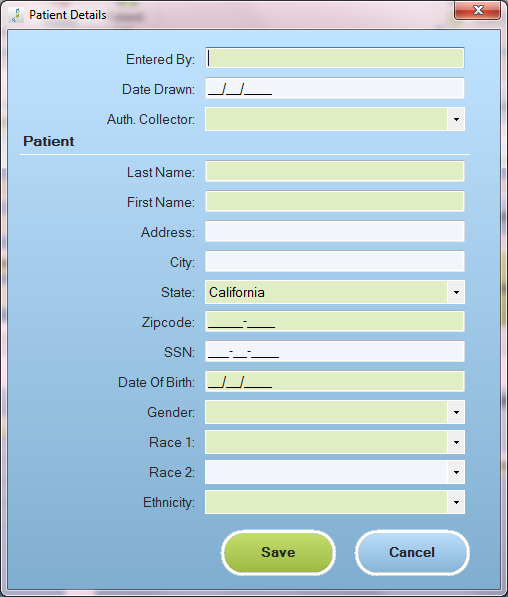 Patient Details
Entered By:
Date Drawn: __/__/____
Auth. Collector:
Patient
Last Name:
First Name:
Address:
City:
State: California
Zipcode: _____-____
SSN: ___-__-____
Date Of Birth: __/__/____
Gender:
Race 1:
Race 2:
Ethnicity:
Save Cancel